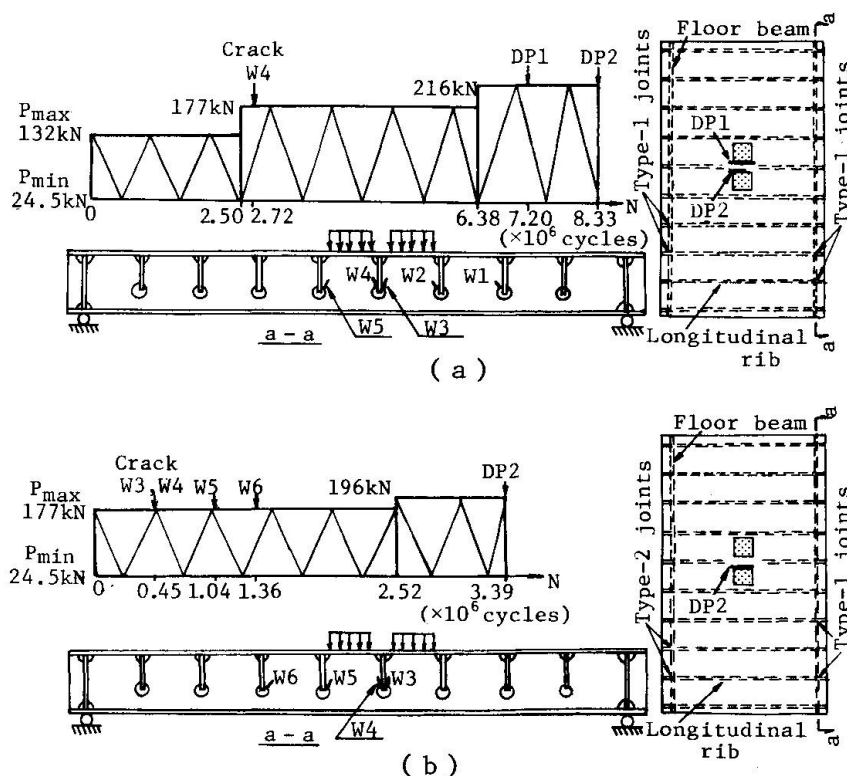 Crack
W4
DP1
DP2
P max
132kN
177kN
216kN
P min
24.5kN
0
2.50
2.72
6.38
7.20
8.33
N
(×10⁶ cycles)
W4
W2
W1
W5
W3
a - a
Floor beam
a
Type-1 joints
DP1
DP2
Type-1 joints
Longitudinal
rib
a
(a)
Crack
W3,W4
W5
W6
196kN
DP2
P max
177kN
P min
24.5kN
0
0.45
1.04
1.36
2.52
3.39
N
(×10⁶ cycles)
W6
W5
W3
W4
a - a
Floor beam
a
Type-2 joints
DP2
Type-1 joints
Longitudinal
rib
a
(b)